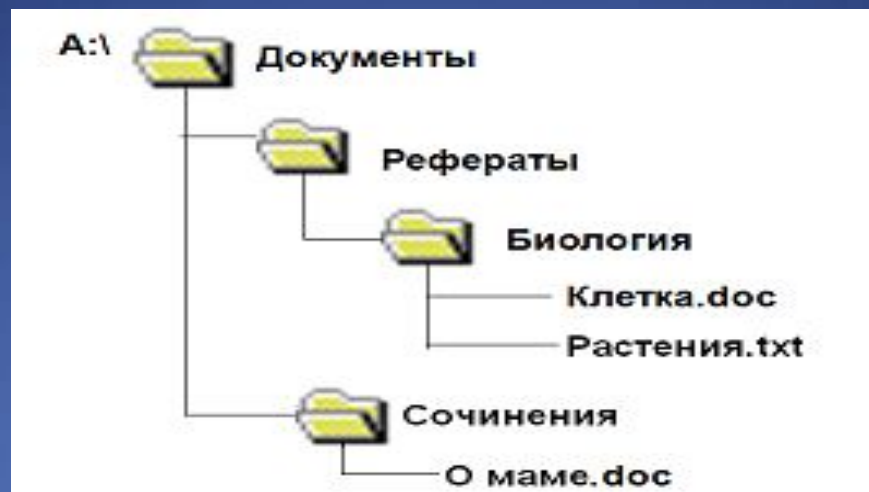 A:\ Документы
Рефераты
Биология
Клетка.doc
Растения.txt
Сочинения
О маме.doc